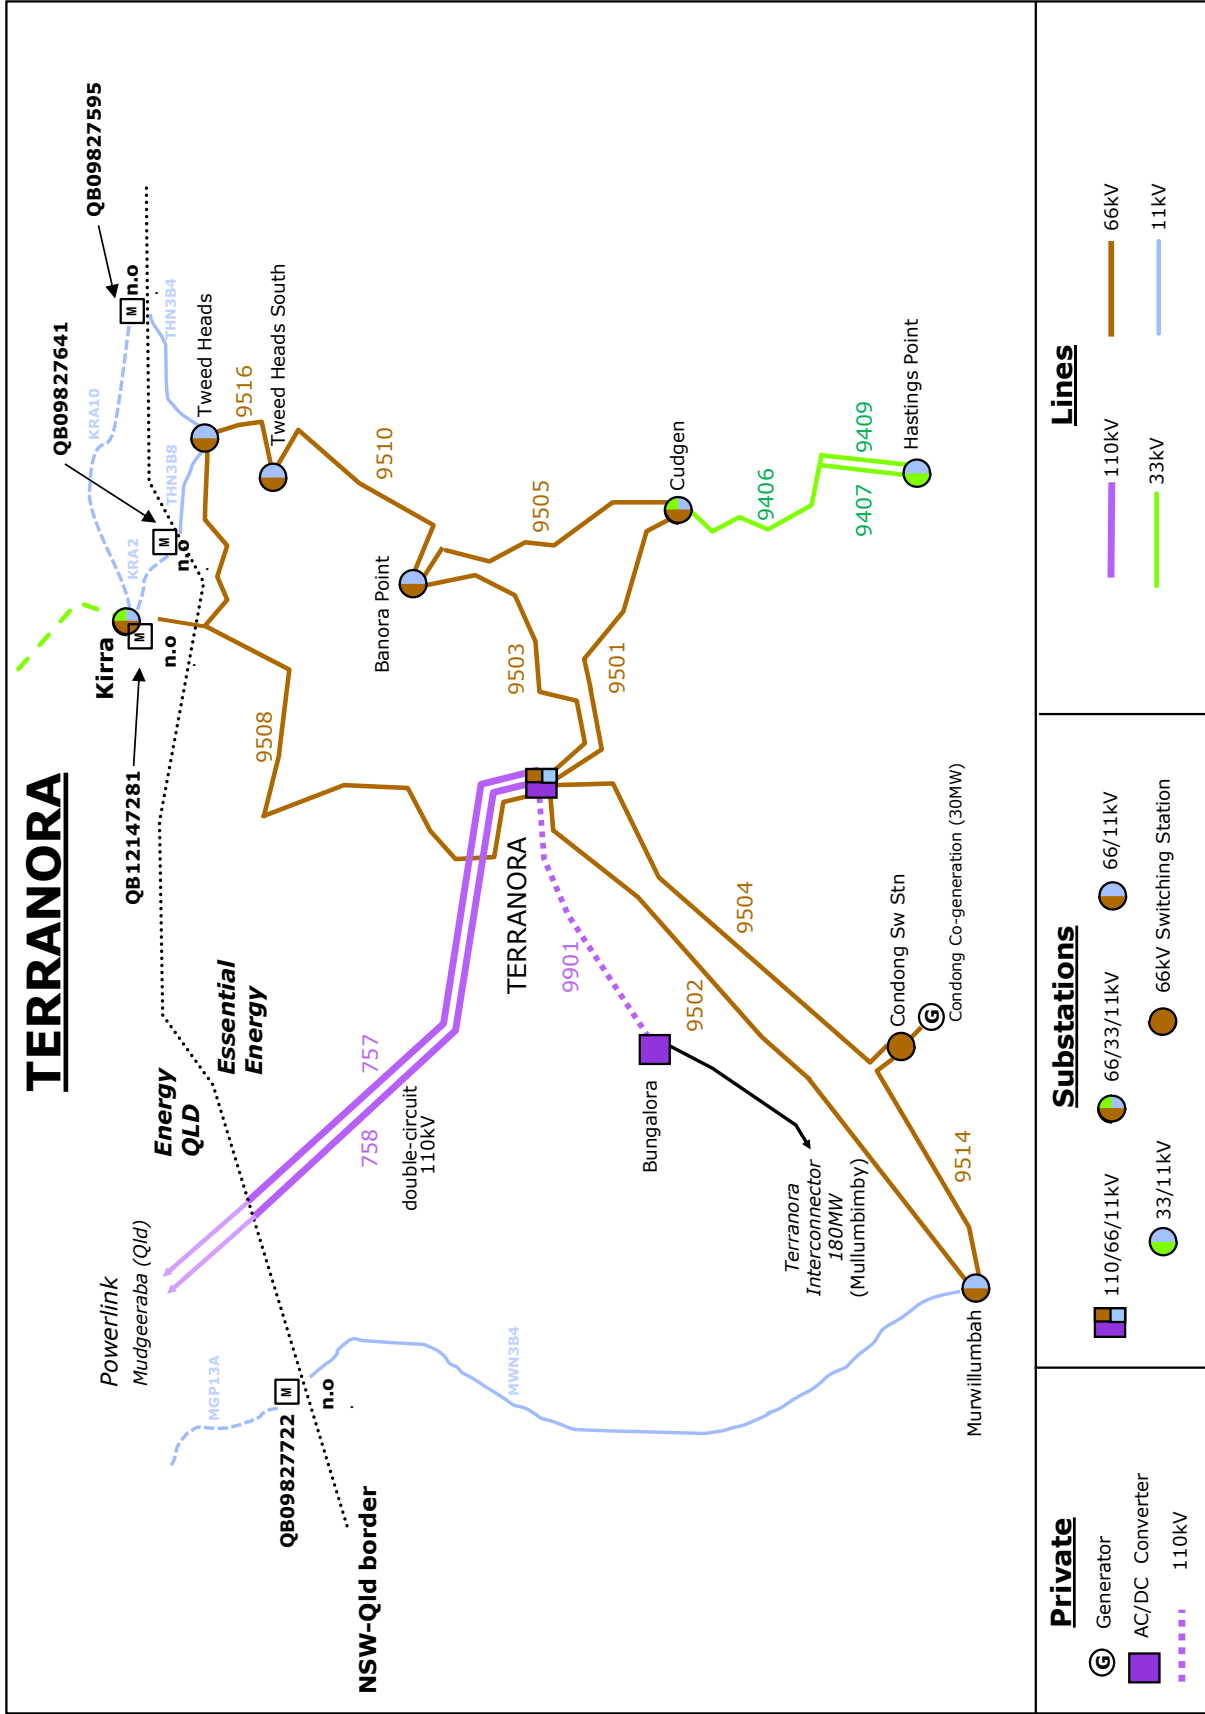 TERRANORA
QB09827595
QB09827641
n.o
M
KRA10
THN3B4
THN3B8
KRA2
M
n.o
Tweed Heads
9516
Tweed Heads South
Kirra
M
n.o
QB12147281
9508
9510
Banora Point
9505
Cudgen
9406
9409
9407
Hastings Point
9503
9501
TERRANORA
9901
9504
9502
Condong Sw Stn
Condong Co-generation (30MW)
G
Bungalora
Terranora
Interconnector
180MW
(Mullumbimby)
9514
Murwillumbah
Essential
Energy
Energy
QLD
757
758
double-circuit
110kV
Powerlink
Mudgeeraba (Qld)
MGP13A
M
n.o
QB09827722
MWN3B4
NSW-Qld border
Private
G
Generator
AC/DC Converter
110kV
Substations
110/66/11kV
66/33/11kV
66/11kV
33/11kV
66kV Switching Station
Lines
110kV
66kV
33kV
11kV